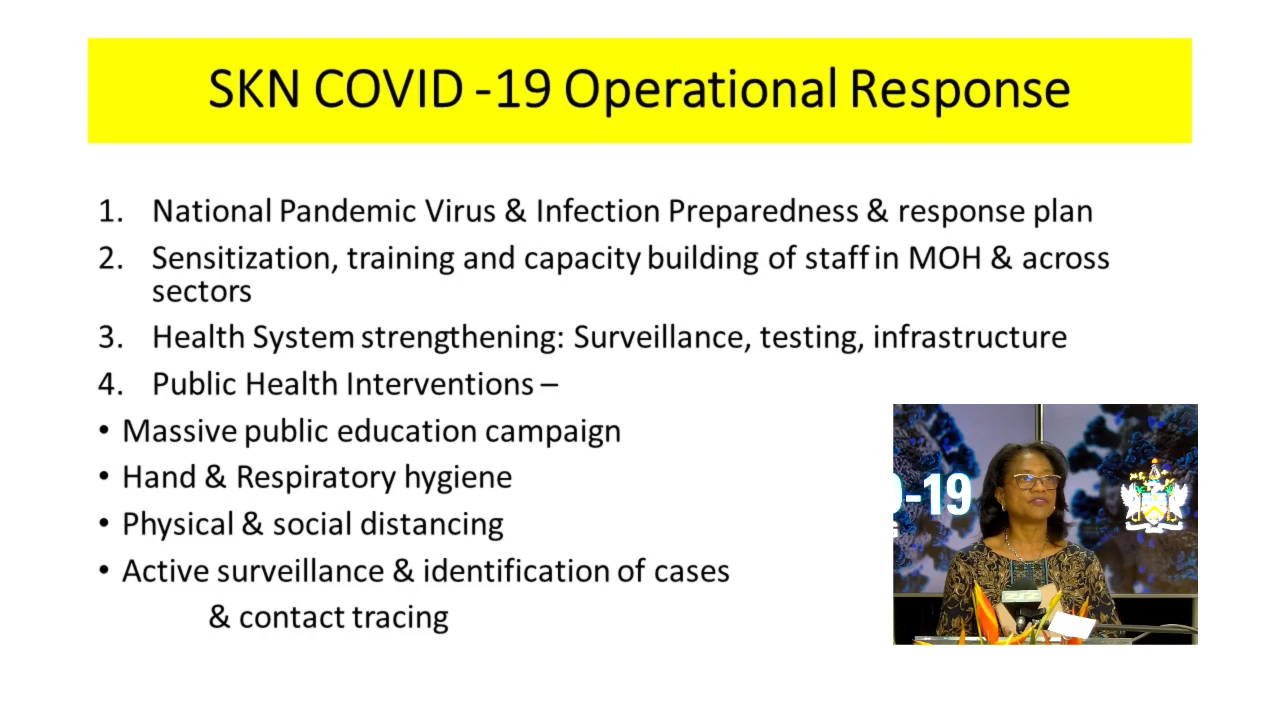 SKN COVID -19 Operational Response
1. National Pandemic Virus & Infection Preparedness & response plan
2. Sensitization, training and capacity building of staff in MOH & across
sectors
3. Health System strengthening: Surveillance, testing, infrastructure
4. Public Health Interventions –
• Massive public education campaign
• Hand & Respiratory hygiene
• Physical & social distancing
• Active surveillance & identification of cases
& contact tracing
-19